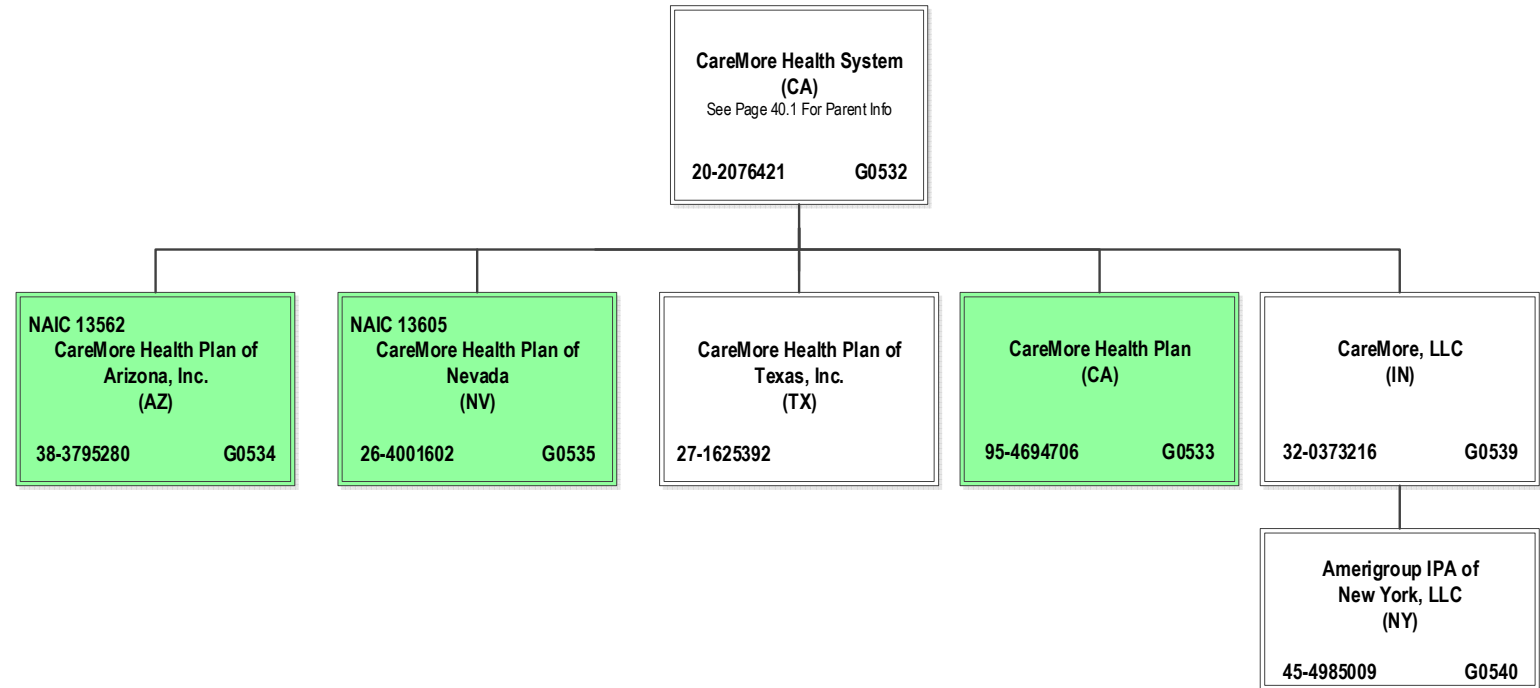 CareMore Health System
(CA)
See Page 40.1 For Parent Info
20-2076421 G0532
NAIC 13562
CareMore Health Plan of
Arizona, Inc.
(AZ)
38-3795280 G0534
NAIC 13605
CareMore Health Plan of
Nevada
(NV)
26-4001602 G0535
CareMore Health Plan of
Texas, Inc.
(TX)
27-1625392
CareMore Health Plan
(CA)
95-4694706 G0533
CareMore, LLC
(IN)
32-0373216 G0539
Amerigroup IPA of
New York, LLC
(NY)
45-4985009 G0540